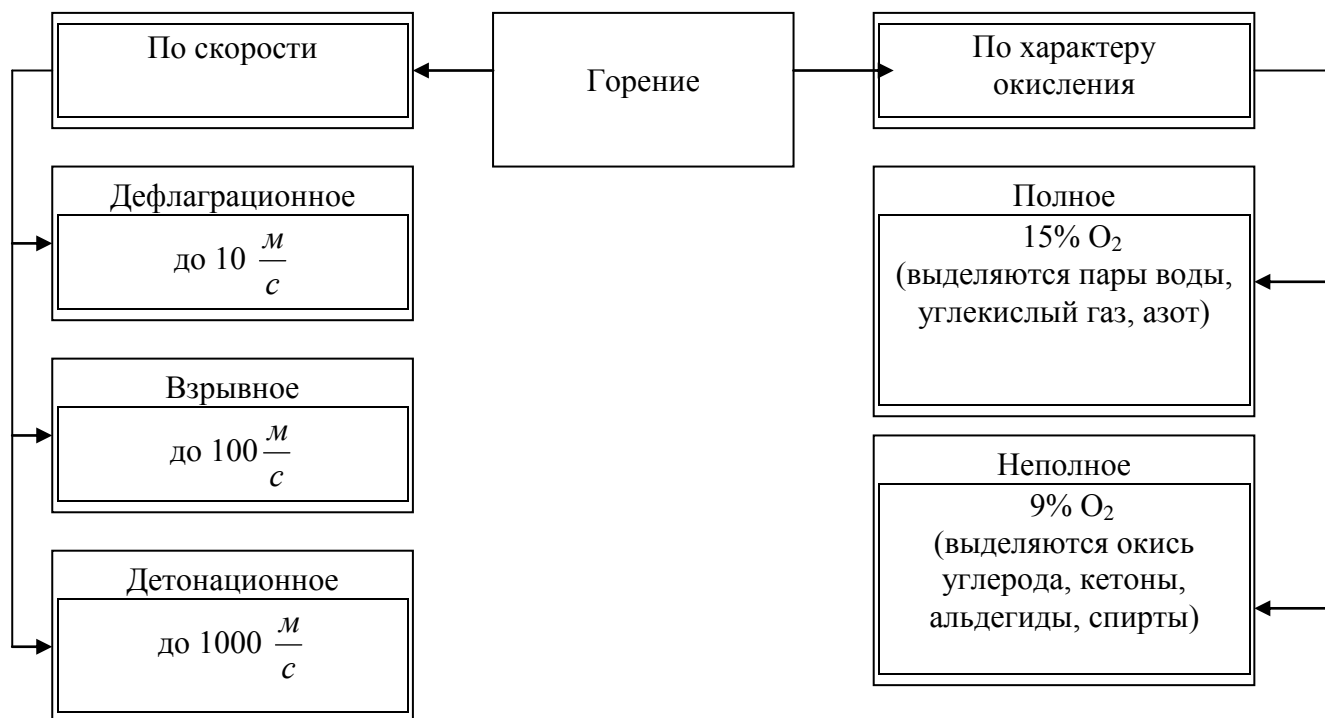 По скорости
Горение
По характеру
окисления
Дефлаграционное
до 10 м/с
Взрывное
до 100 м/с
Детонационное
до 1000 м/с
Полное
15% O₂
(выделяются пары воды,
углекислый газ, азот)
Неполное
9% O₂
(выделяются окись
углерода, кетоны,
альдегиды, спирты)